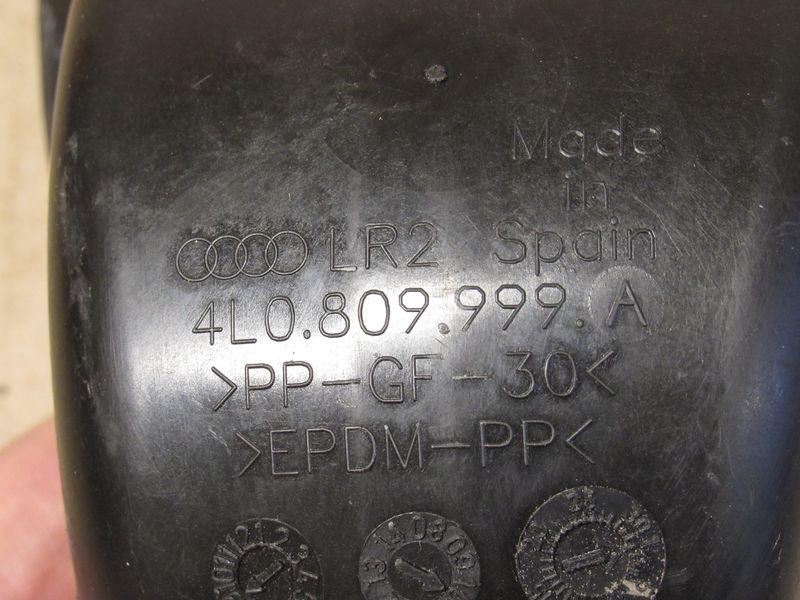 Made
in
LR2 Spain
4L0.809.999.A
>PP-GF-30<
>EPDM-PP<